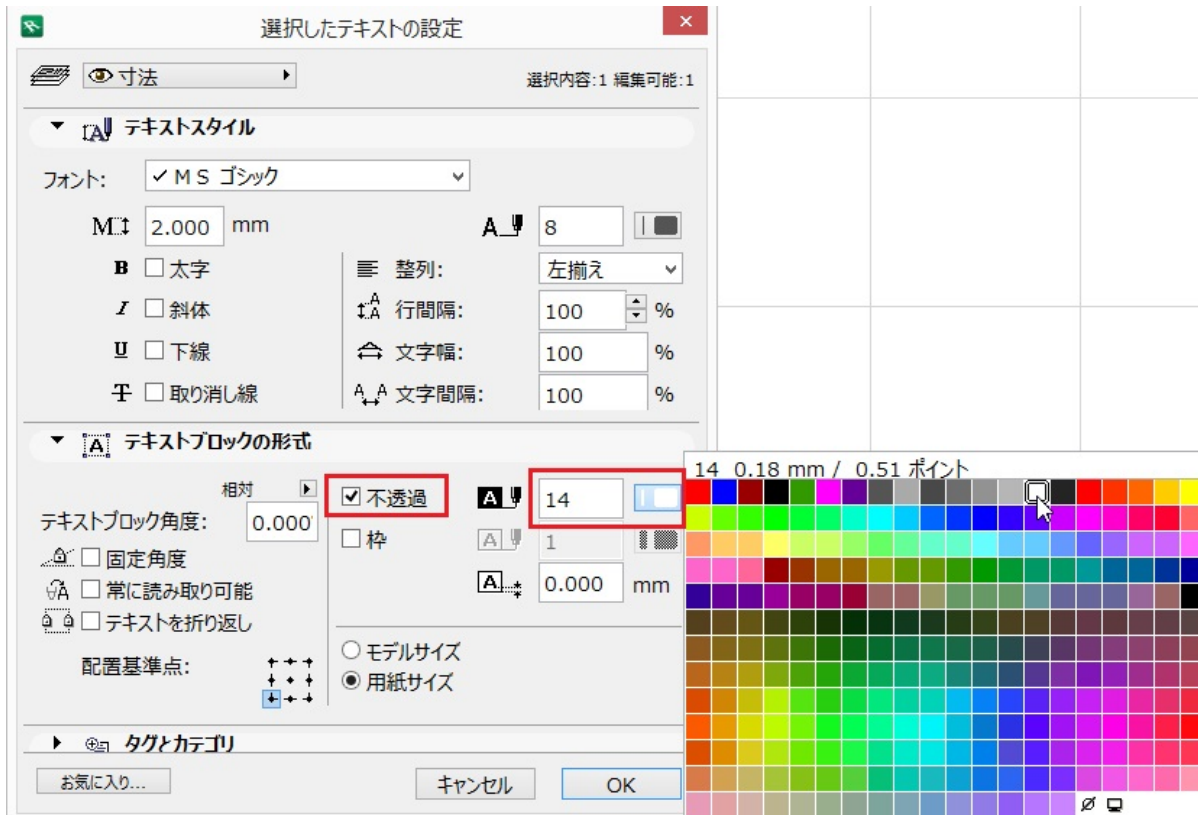 選択したテキストの設定
寸法
選択内容:1 編集可能:1
テキストスタイル
フォント: ✓ＭＳ ゴシック
M 2.000 mm A 8
B 太字 整列: 左揃え
I 斜体 行間隔: 100 %
U 下線 文字幅: 100 %
T 取り消し線 文字間隔: 100 %
テキストブロックの形式
14 0.18 mm / 0.51 ポイント
相対
不透過 A 14
テキストブロック角度: 0.000°
枠 A 1
固定角度
A 0.000 mm
常に読み取り可能
テキストを折り返し
モデルサイズ
配置基準点:
用紙サイズ
タグとカテゴリ
お気に入り... キャンセル OK